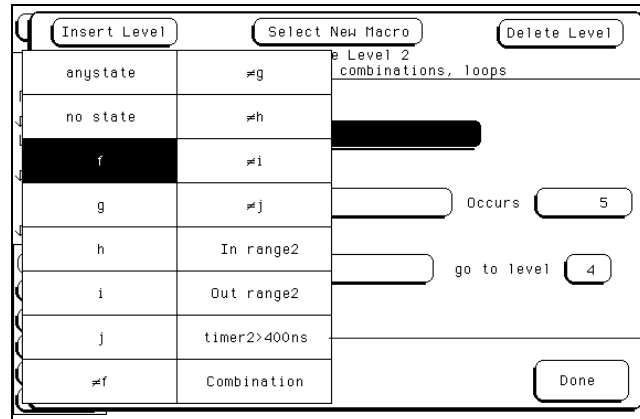 Insert Level Select New Macro Delete Level
e Level 2
combinations, loops
anystate ≠g
no state ≠h
f ≠i
g ≠j
Occurs 5
h In range2
go to level 4
i Out range2
j timer2>400ns
≠f Combination
Done